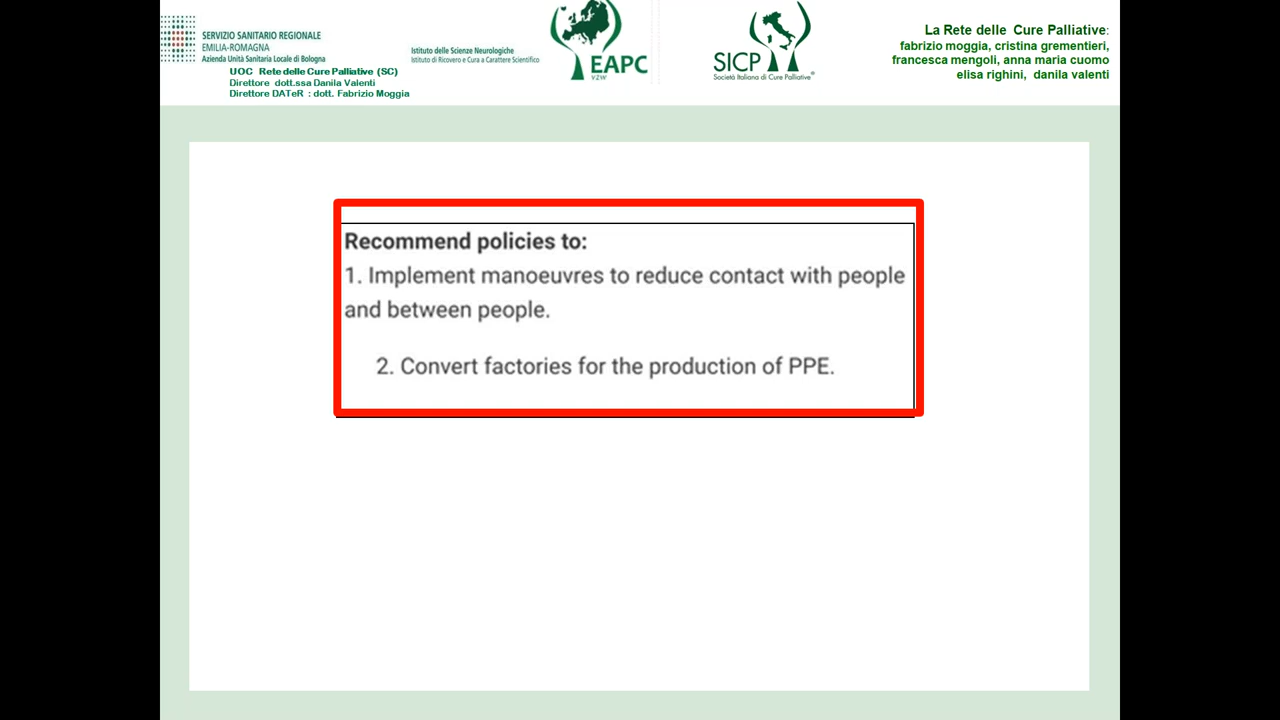 SERVIZIO SANITARIO REGIONALE
EMILIA-ROMAGNA
Azienda Unità Sanitaria Locale di Bologna
UOC Rete delle Cure Palliative (SC)
Direttore dott.ssa Danila Valenti
Direttore DATeR : dott. Fabrizio Moggia
Istituto delle Scienze Neurologiche
Istituto di Ricovero e Cura a Carattere Scientifico
EAPC
VZW
SICP
Società Italiana di Cure Palliative
La Rete delle Cure Palliative:
fabrizio moggia, cristina grementieri,
francesca mengoli, anna maria cuomo
elisa righini, danila valenti
Recommend policies to:
1. Implement manoeuvres to reduce contact with people
and between people.
2. Convert factories for the production of PPE.